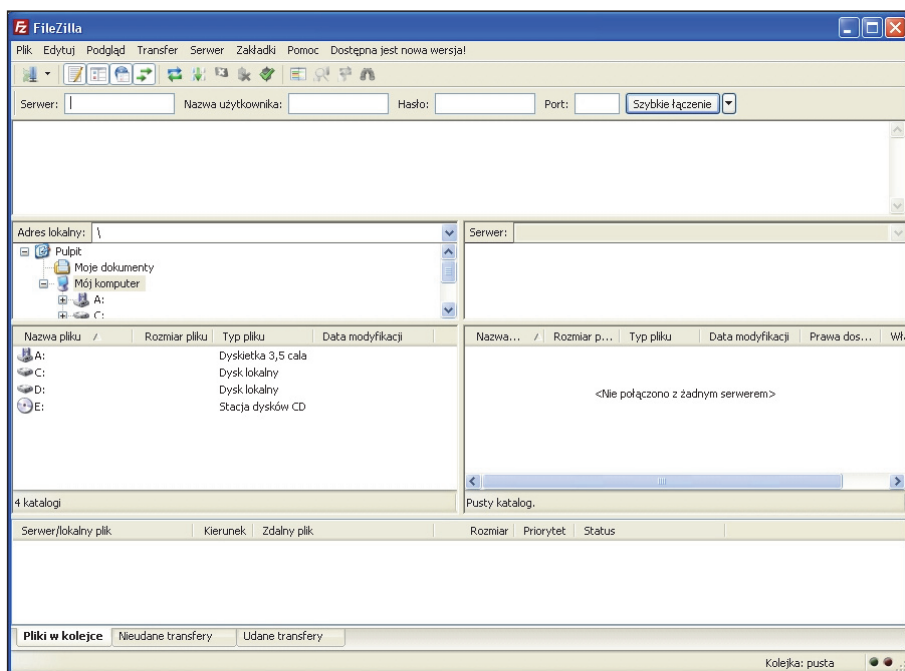 Fz FileZilla
Plik Edytuj Podgląd Transfer Serwer Zakładki Pomoc Dostępna jest nowa wersja!
Serwer: Nazwa użytkownika: Hasło: Port: Szybkie łączenie
Adres lokalny: \
Serwer:
Pulpit
Moje dokumenty
Mój komputer
A:
C:
Nazwa pliku / Rozmiar pliku Typ pliku Data modyfikacji
A: Dyskietka 3,5 cala
C: Dysk lokalny
D: Dysk lokalny
E: Stacja dysków CD
4 katalogi
Nazwa... / Rozmiar p... Typ pliku Data modyfikacji Prawa dos... Wła
<Nie połączono z żadnym serwerem>
Pusty katalog.
Serwer/lokalny plik Kierunek Zdalny plik Rozmiar Priorytet Status
Pliki w kolejce Nieudane transfery Udane transfery
Kolejka: pusta